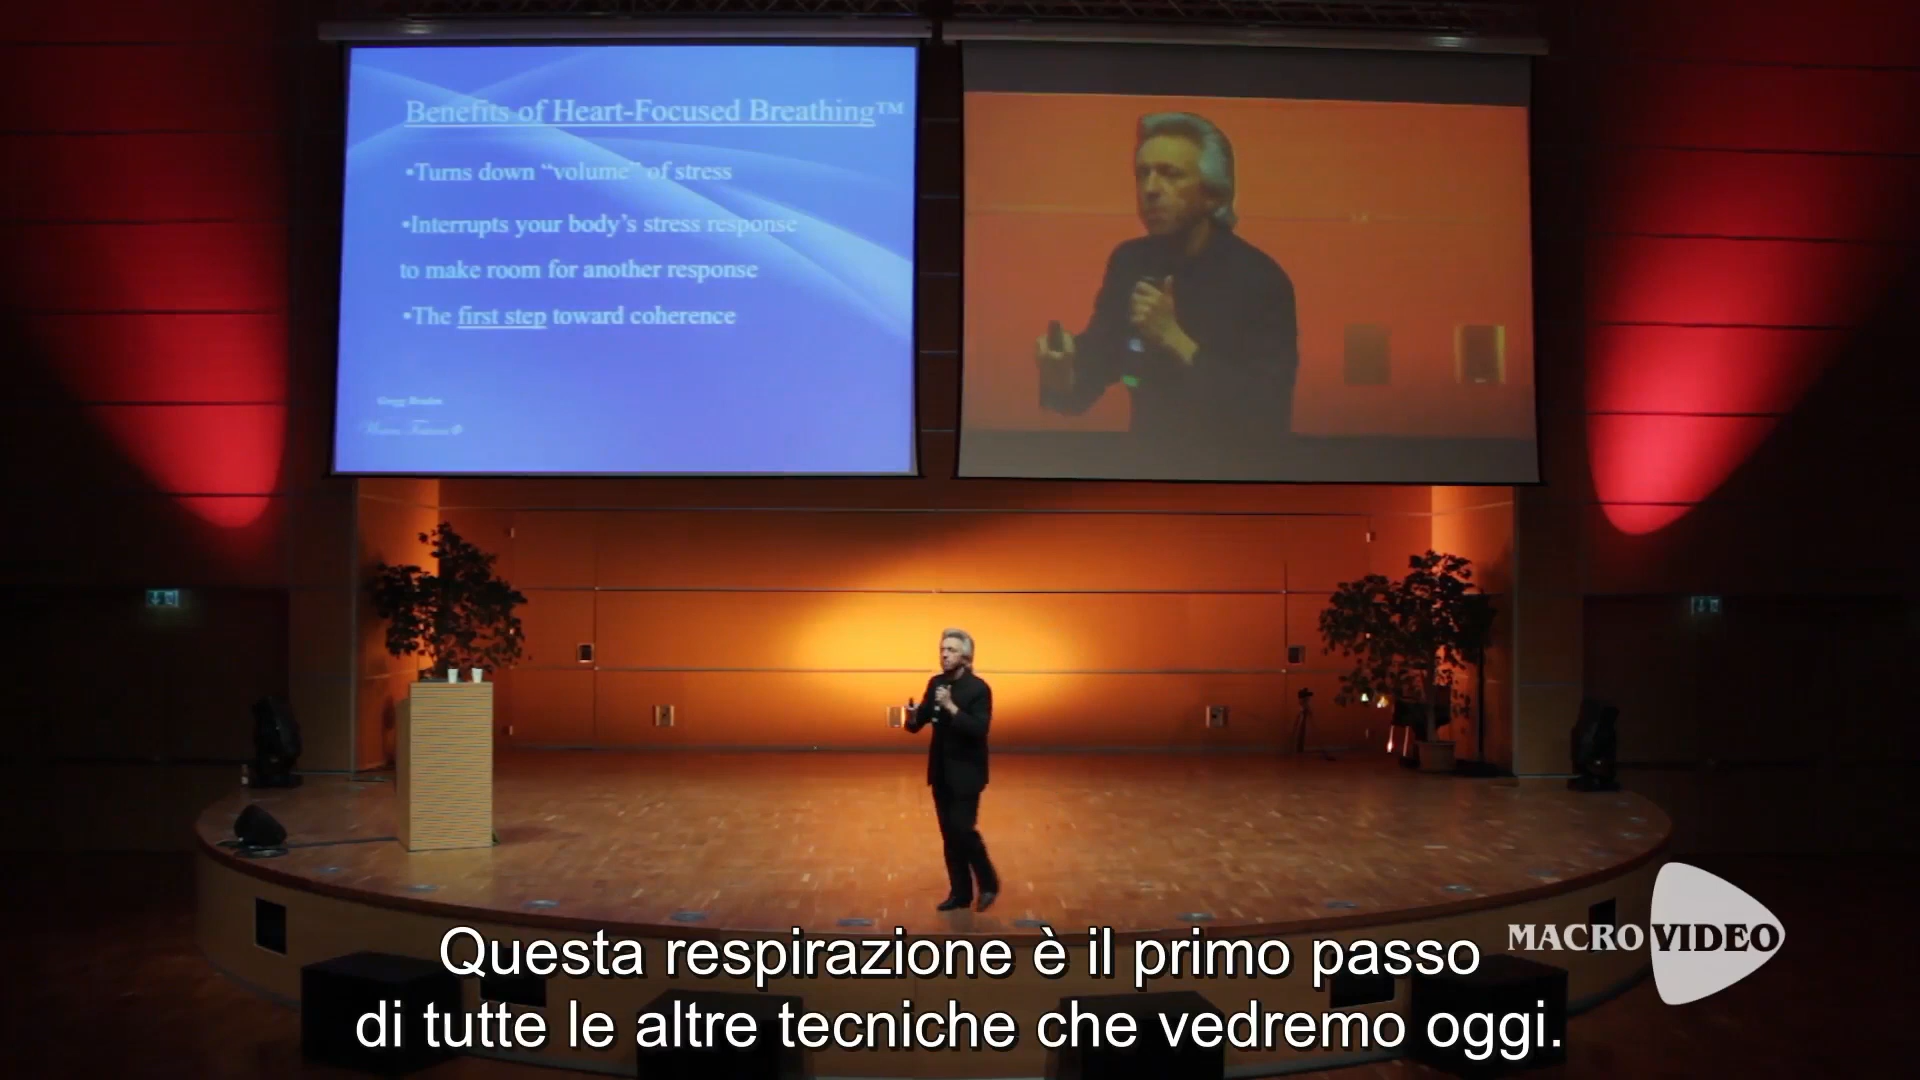 Benefits of Heart-Focused Breathing™
•Turns down “volume” of stress
•Interrupts your body’s stress response
to make room for another response
•The first step toward coherence
Gregg Braden
MACRO VIDEO
Questa respirazione è il primo passo
di tutte le altre tecniche che vedremo oggi.